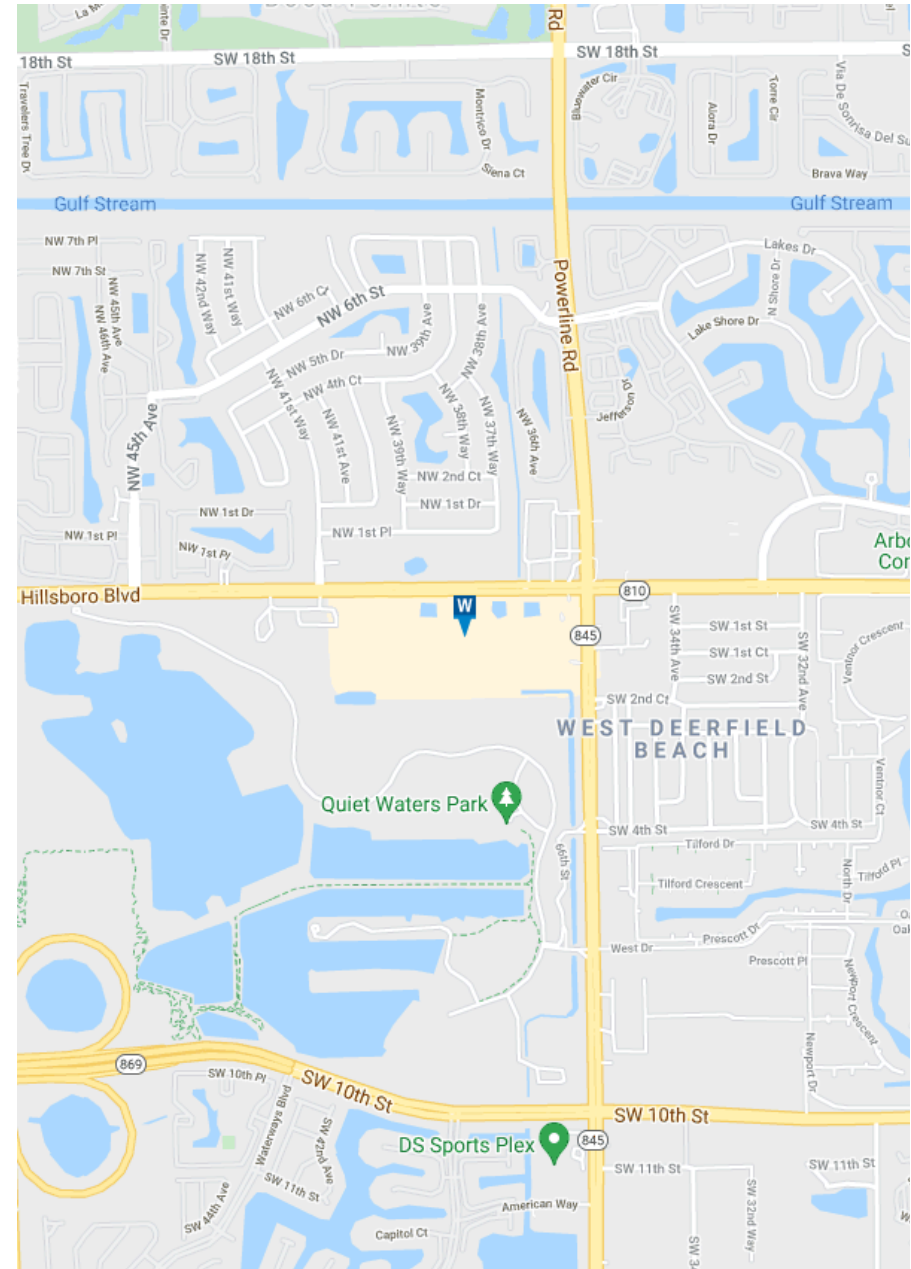 Rd
SW 18th St
18th St
SW 18th St
Travelers Tree Dr
Montrico Dr
Siena Ct
Bluewater Cir
Alora Dr
Torre Cir
Via De Sonrisa Del Su
Brava Way
Gulf Stream
Gulf Stream
NW 7th Pl
NW 7th St
NW 45th Ave
NW 46th Ave
NW 42nd Way
NW 41st Way
NW 6th Ct
NW 6th St
NW 5th Dr
NW 39th Ave
NW 38th Ave
NW 4th Ct
NW 41st Way
NW 41st Ave
NW 39th Way
NW 38th Way
NW 37th Way
NW 36th Ave
Powerline Rd
Lakes Dr
N Shore Dr
Lake Shore Dr
Jefferson Dr
NW 45th Ave
NW 2nd Ct
NW 1st Dr
NW 1st Dr
NW 1st Pl
NW 1st Pl
NW 1st Pl
Arbo
Cor
Hillsboro Blvd
810
W
845
SW 34th Ave
SW 1st St
SW 1st Ct
SW 2nd St
SW 32nd Ave
Ventnor Crescent
SW 2nd Ct
WEST DEERFIELD
BEACH
Ventnor Ct
Quiet Waters Park
66th St
SW 4th St
SW 4th St
Tilford Dr
Tilford Crescent
North Dr
Tilford Pl
Oak
West Dr
Prescott Dr
Prescott Pl
Newport Crescent
Newport Dr
869
SW 10th Pl
SW 10th St
SW 10th St
Waterways Blvd
SW 42nd Ave
SW 11th St
SW 44th Ave
DS Sports Plex
845
SW 11th St
SW 11th St
SW 32nd Way
American Way
Capitol Ct
SW 34